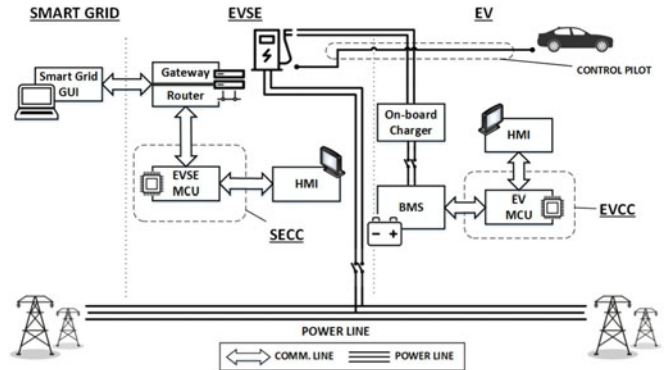 SMART GRID
EVSE
EV
CONTROL PILOT
Smart Grid
GUI
Gateway
Router
On-board
Charger
HMI
EVSE
MCU
HMI
BMS
EV
MCU
EVCC
SECC
POWER LINE
COMM. LINE
POWER LINE